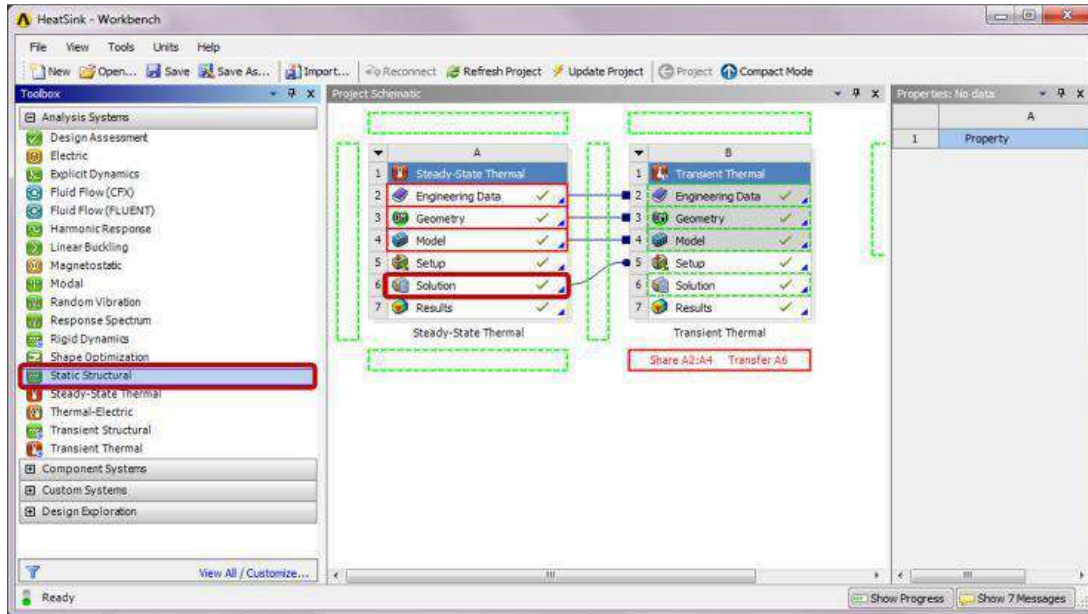 HeatSink - Workbench
File View Tools Units Help
New Open... Save Save As... Import... Reconnect Refresh Project Update Project Project Compact Mode
Toolbox
Project Schematic
Properties: No data
Analysis Systems
Design Assessment
Electric
Explicit Dynamics
Fluid Flow (CFX)
Fluid Flow (FLUENT)
Harmonic Response
Linear Buckling
Magnetostatic
Modal
Random Vibration
Response Spectrum
Rigid Dynamics
Shape Optimization
Static Structural
Steady-State Thermal
Thermal-Electric
Transient Structural
Transient Thermal
Component Systems
Custom Systems
Design Exploration
View All / Customize...
A
1 Steady-State Thermal
2 Engineering Data
3 Geometry
4 Model
5 Setup
6 Solution
7 Results
Steady-State Thermal
B
1 Transient Thermal
2 Engineering Data
3 Geometry
4 Model
5 Setup
6 Solution
7 Results
Transient Thermal
Share A2:A4 Transfer A6
A
1 Property
Ready
Show Progress
Show 7 Messages